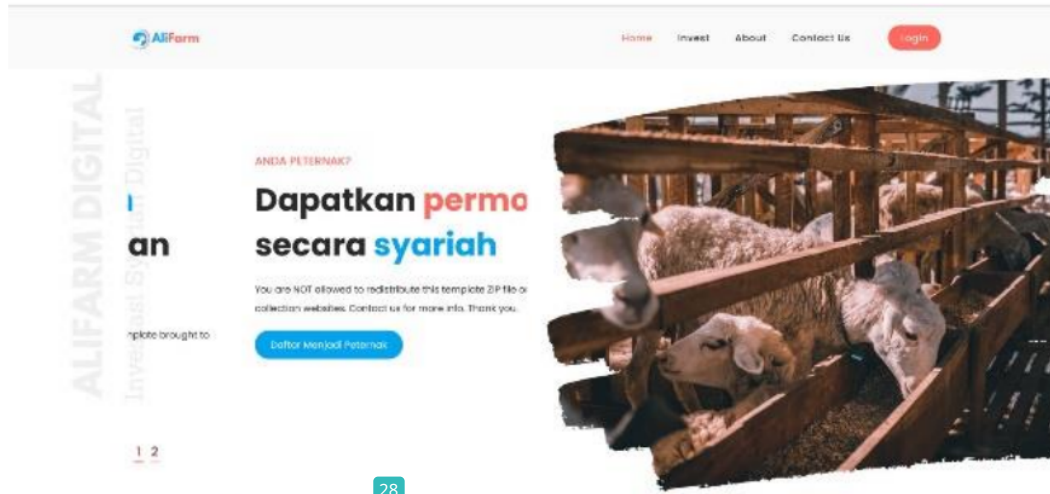 AliFarm
Home Invest About Contact Us Login
ALIFARM DIGITAL
Investasi Syariah Digital
an
nplate brought to
ANDA PETERNAK?
Dapatkan permo
secara syariah
You are NOT allowed to redistribute this template ZIP file or
collection websites. Contact us for more info. Thank you.
Daftar Menjadi Peternak
1 2
28